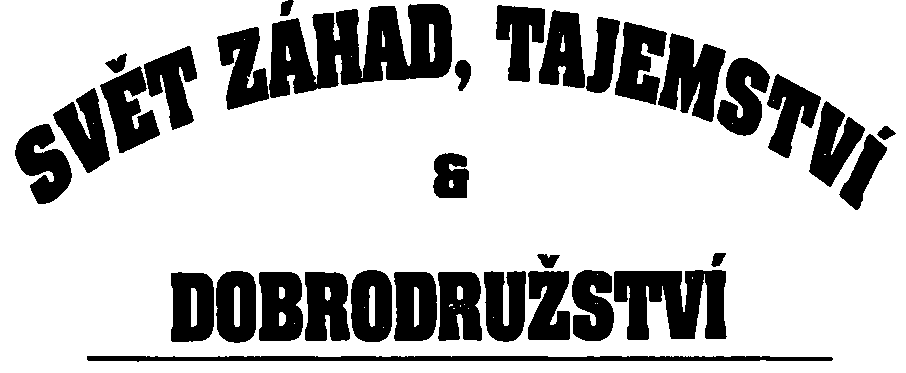 SVĚT ZÁHAD, TAJEMSTVÍ
&
DOBRODRUŽSTVÍ